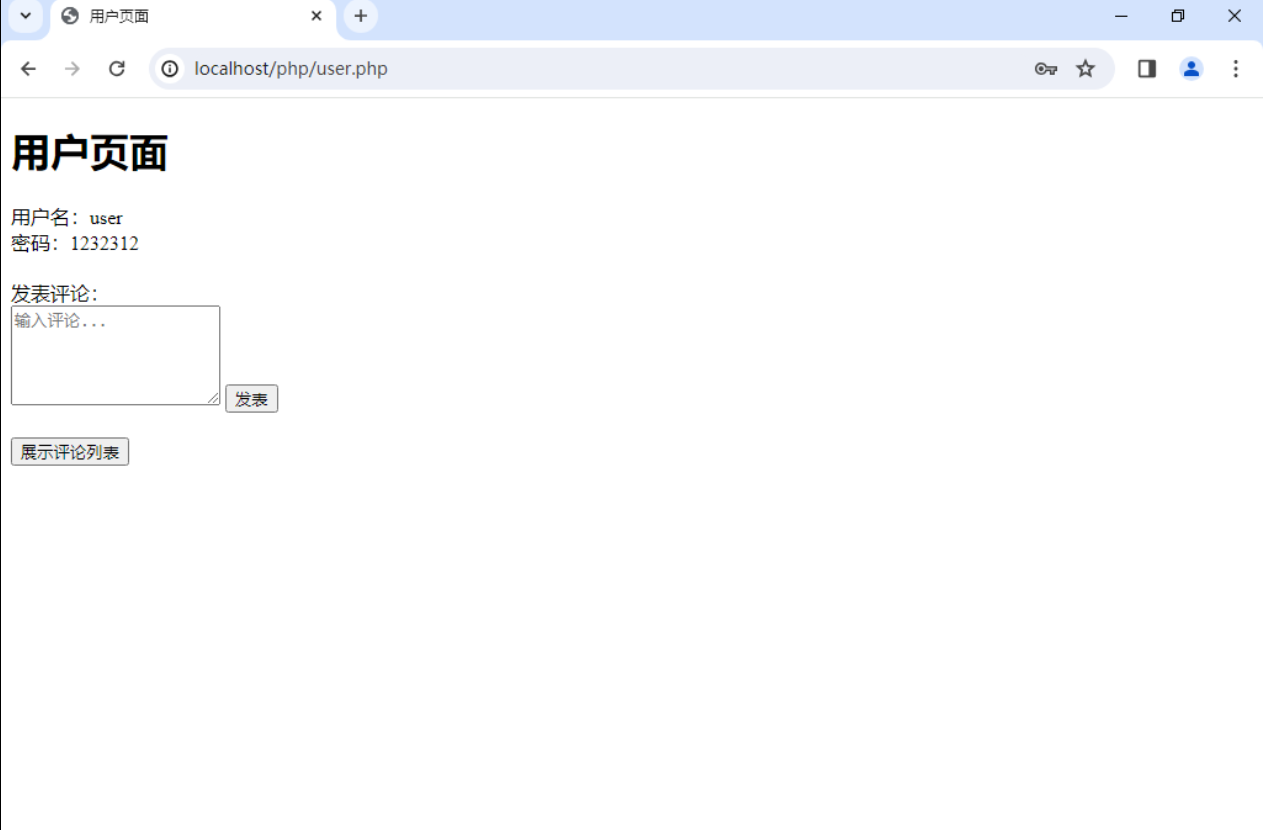 用户页面
localhost/php/user.php
用户页面
用户名：user
密码：1232312
发表评论：
输入评论...
发表
展示评论列表